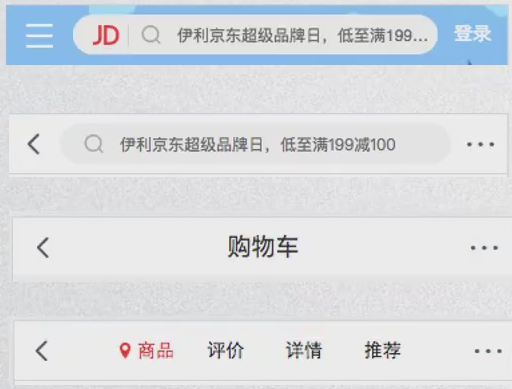 JD 伊利京东超级品牌日，低至满199... 登录
伊利京东超级品牌日，低至满199减100 ...
购物车 ...
商品 评价 详情 推荐 ...